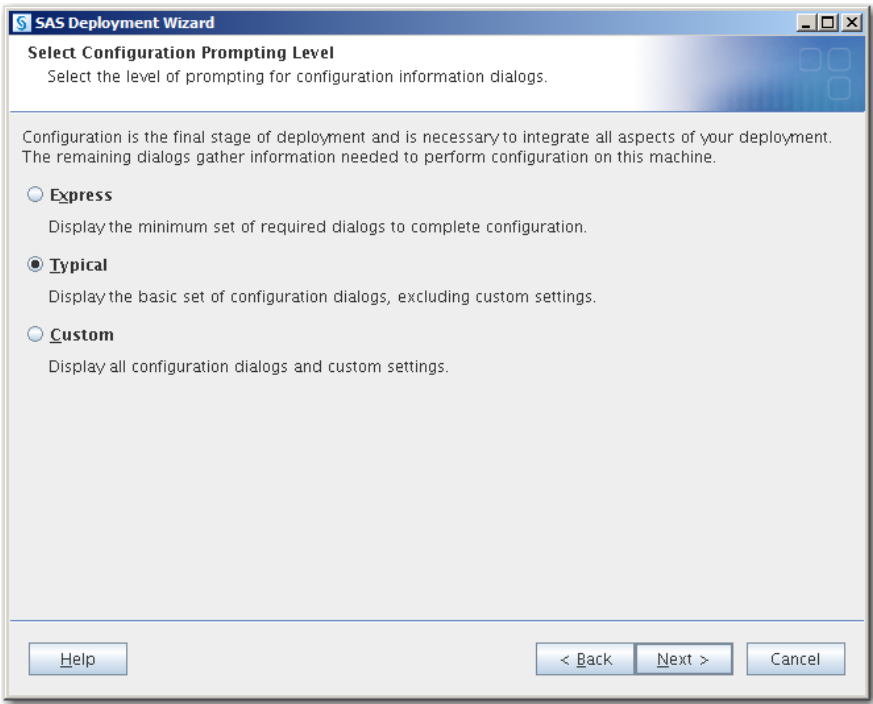 SAS Deployment Wizard
Select Configuration Prompting Level
Select the level of prompting for configuration information dialogs.
Configuration is the final stage of deployment and is necessary to integrate all aspects of your deployment.
The remaining dialogs gather information needed to perform configuration on this machine.
Express
Display the minimum set of required dialogs to complete configuration.
Typical
Display the basic set of configuration dialogs, excluding custom settings.
Custom
Display all configuration dialogs and custom settings.
Help < Back Next > Cancel